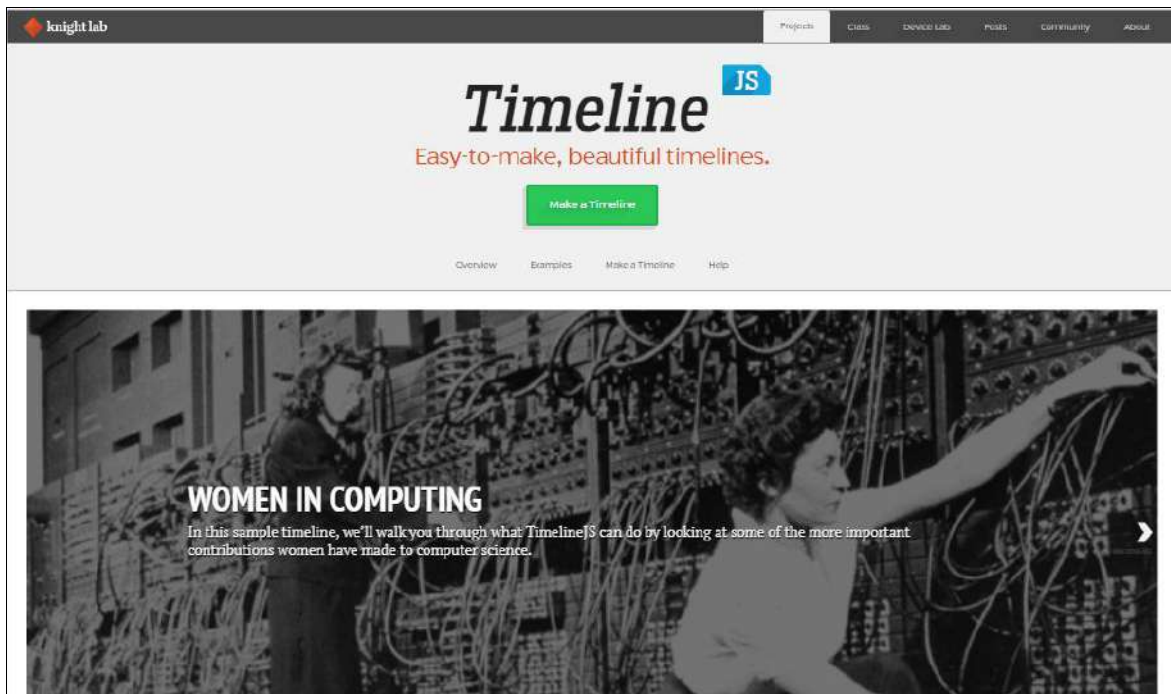 knight lab
Projects
Class
Device Lab
Posts
Community
About
Timeline JS
Easy-to-make, beautiful timelines.
Make a Timeline
Overview
Examples
Make a Timeline
Help
WOMEN IN COMPUTING
In this sample timeline, we'll walk you through what TimelineJS can do by looking at some of the more important
contributions women have made to computer science.